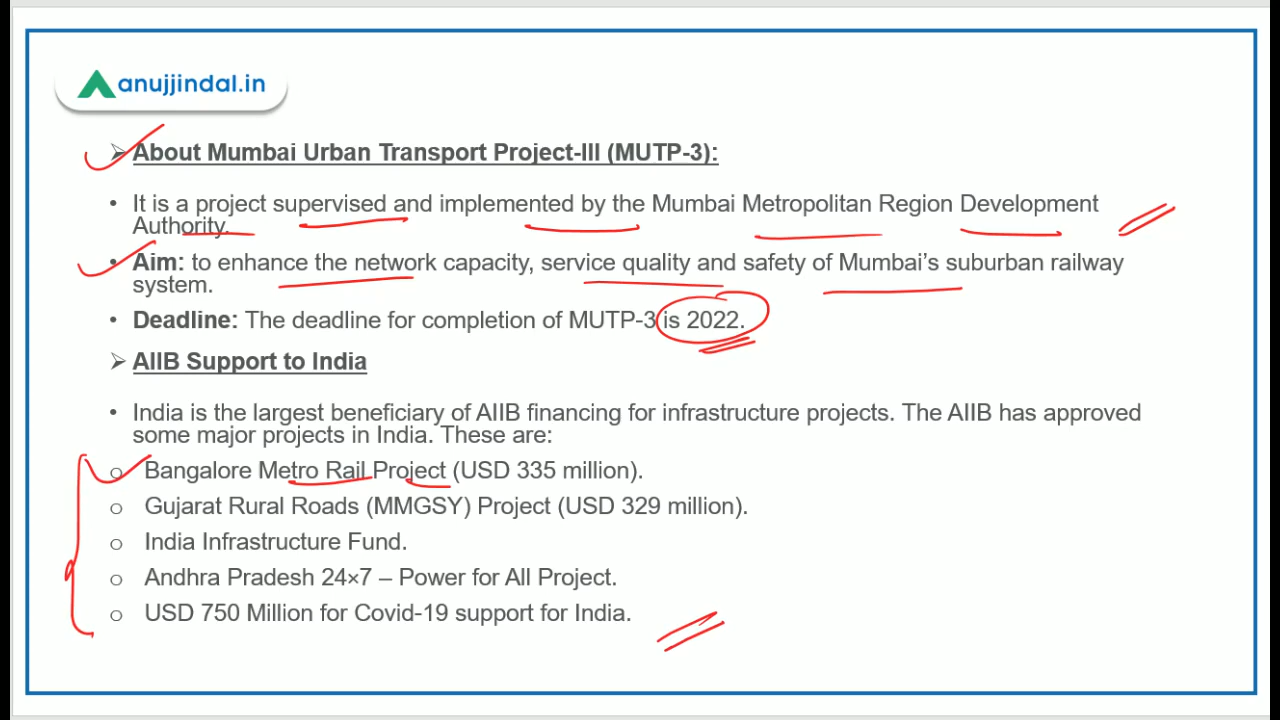 anujjindal.in
➢ About Mumbai Urban Transport Project-III (MUTP-3):
• It is a project supervised and implemented by the Mumbai Metropolitan Region Development
Authority.
• Aim: to enhance the network capacity, service quality and safety of Mumbai's suburban railway
system.
• Deadline: The deadline for completion of MUTP-3 is 2022.
➢ AIIB Support to India
• India is the largest beneficiary of AIIB financing for infrastructure projects. The AIIB has approved
some major projects in India. These are:
o Bangalore Metro Rail Project (USD 335 million).
o Gujarat Rural Roads (MMGSY) Project (USD 329 million).
o India Infrastructure Fund.
o Andhra Pradesh 24×7 – Power for All Project.
o USD 750 Million for Covid-19 support for India.